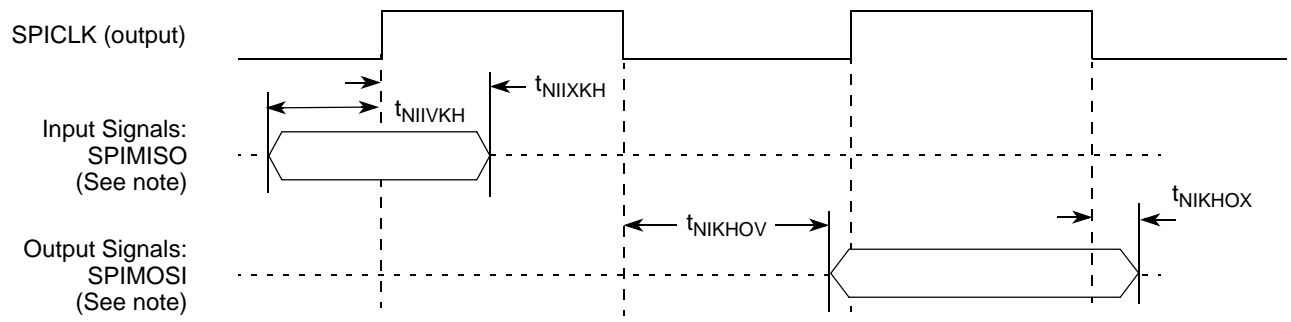 SPICLK (output)
tNIIXKH
tNIIVKH
Input Signals:
SPIMISO
(See note)
tNIKHOX
tNIKHOV
Output Signals:
SPIMOSI
(See note)